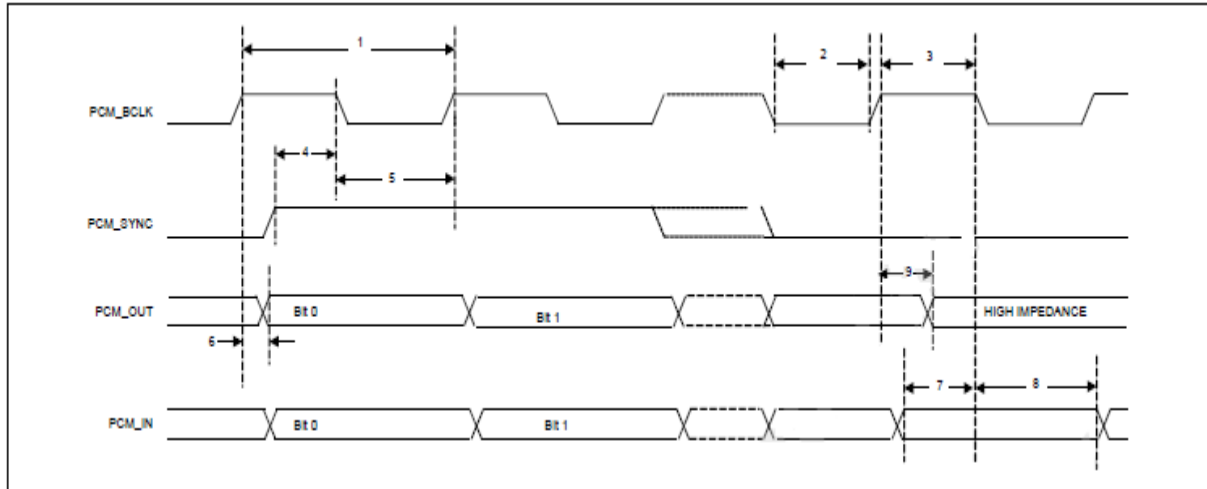 1
2
3
PCM_BCLK
4
5
PCM_SYNC
9
PCM_OUT
Bit 0
Bit 1
HIGH IMPEDANCE
6
7
8
PCM_IN
Bit 0
Bit 1